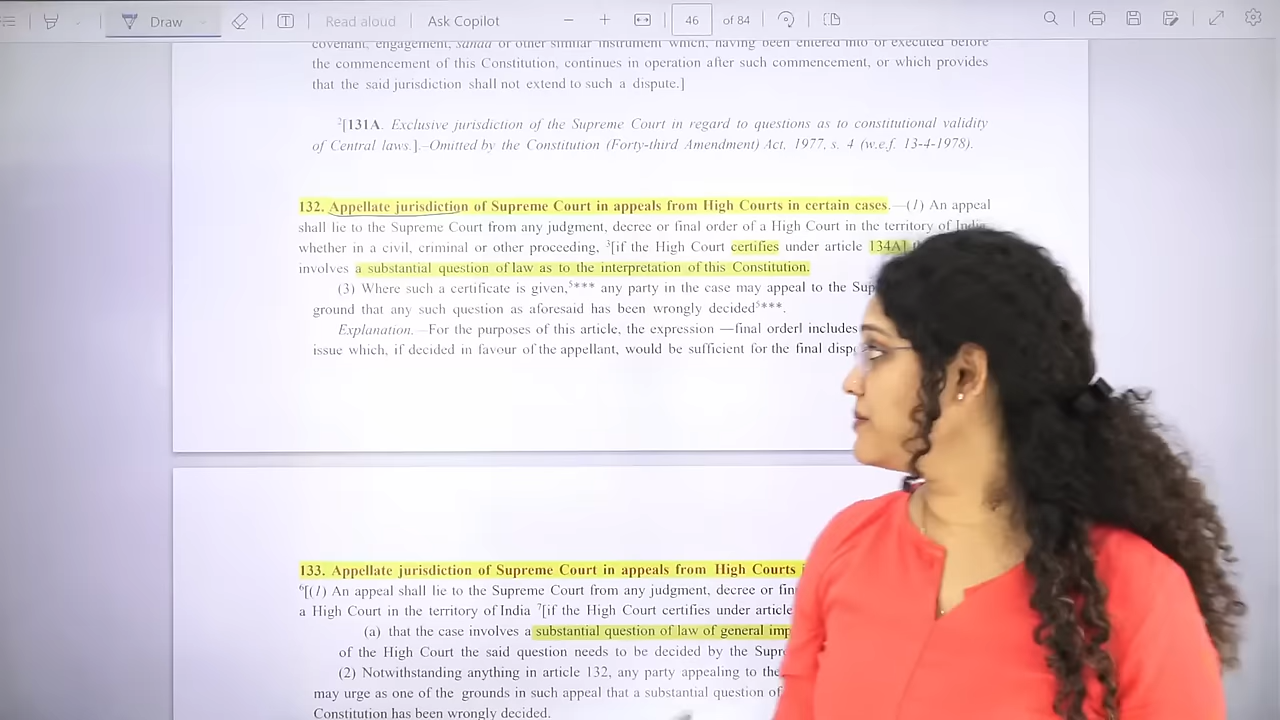 Draw
Read aloud
Ask Copilot
46 of 84
covenant, engagement, sanad or other similar instrument which, having been entered into or executed before
the commencement of this Constitution, continues in operation after such commencement, or which provides
that the said jurisdiction shall not extend to such a dispute.]
2[131A. Exclusive jurisdiction of the Supreme Court in regard to questions as to constitutional validity
of Central laws.].–Omitted by the Constitution (Forty-third Amendment) Act, 1977, s. 4 (w.e.f. 13-4-1978).
132. Appellate jurisdiction of Supreme Court in appeals from High Courts in certain cases.—(1) An appeal
shall lie to the Supreme Court from any judgment, decree or final order of a High Court in the territory of India,
whether in a civil, criminal or other proceeding, 3[if the High Court certifies under article 134A]
involves a substantial question of law as to the interpretation of this Constitution.
(3) Where such a certificate is given,5*** any party in the case may appeal to the
ground that any such question as aforesaid has been wrongly decided5***.
Explanation.—For the purposes of this article, the expression ―final orderǁ includes
issue which, if decided in favour of the appellant, would be sufficient for the final
133. Appellate jurisdiction of Supreme Court in appeals from High Courts
6[(1) An appeal shall lie to the Supreme Court from any judgment, decree or
a High Court in the territory of India 7[if the High Court certifies under article
(a) that the case involves a substantial question of law of general
of the High Court the said question needs to be decided by the
(2) Notwithstanding anything in article 132, any party appealing to the
may urge as one of the grounds in such appeal that a substantial question of
Constitution has been wrongly decided.